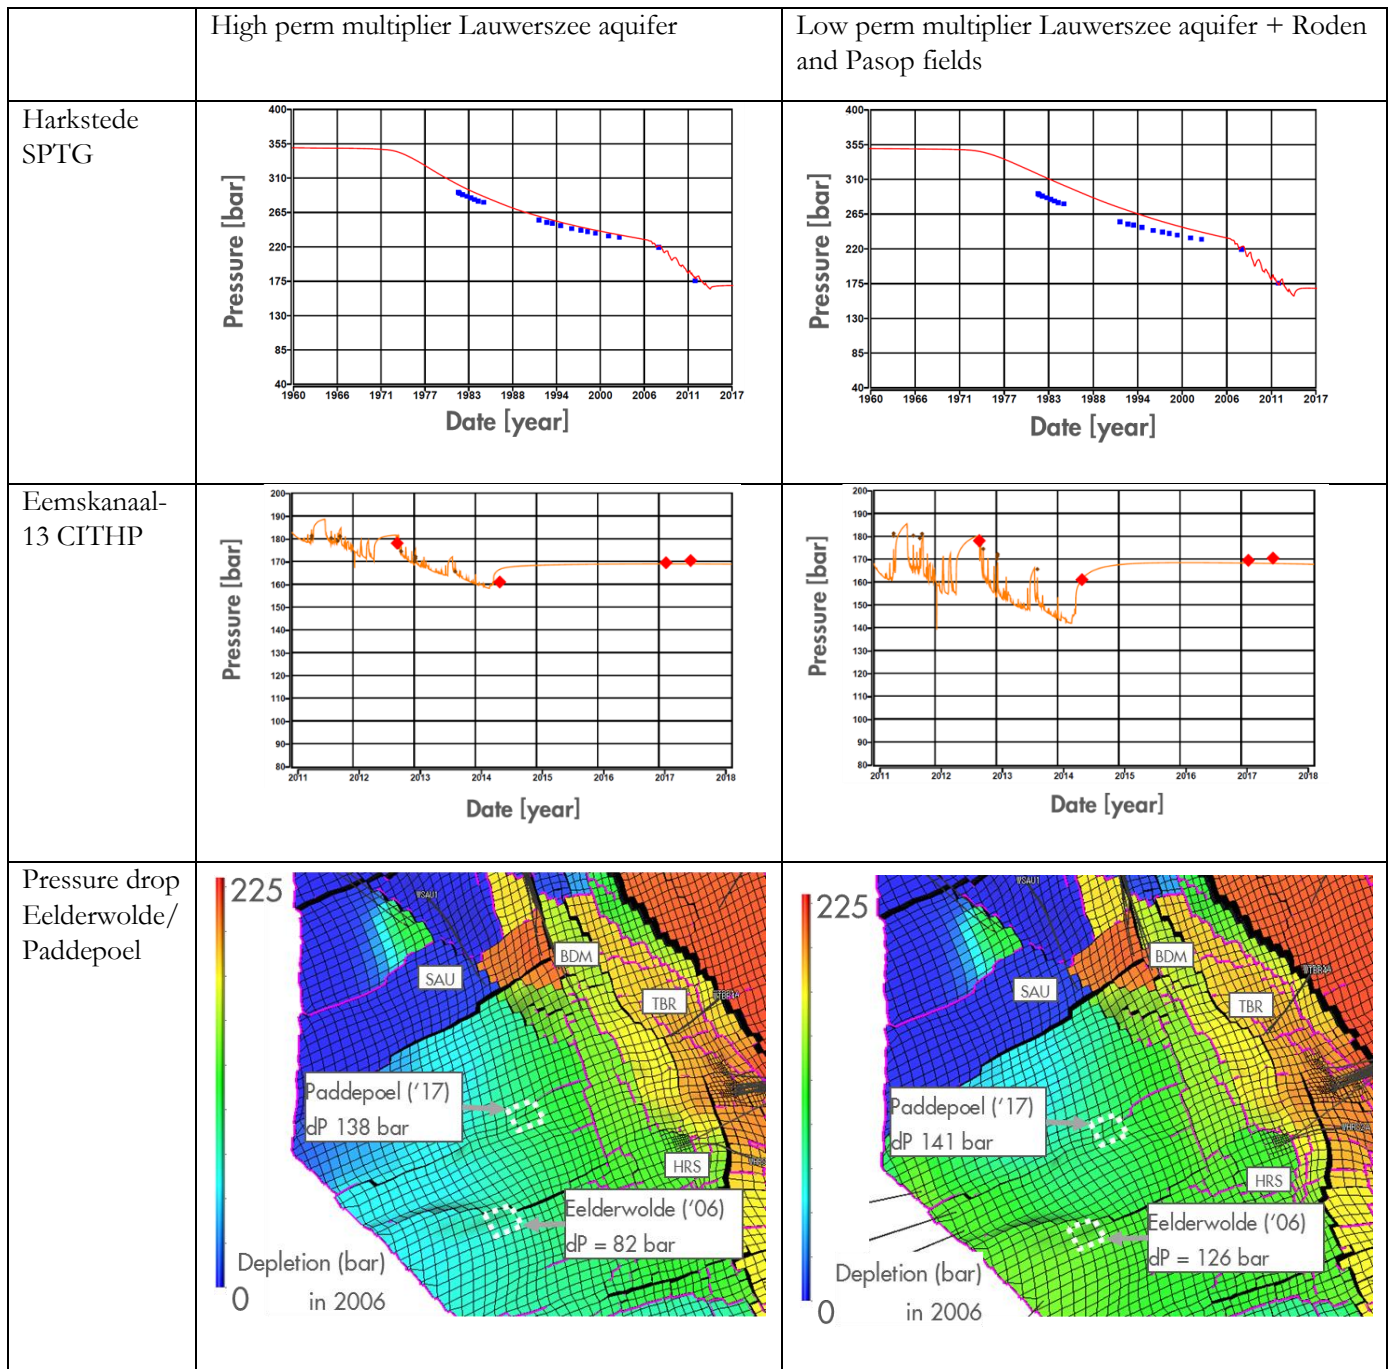 High perm multiplier Lauwerszee aquifer
Low perm multiplier Lauwerszee aquifer + Roden
and Pasop fields
Harkstede
SPTG
400
355
310
265
220
175
130
85
40
1960 1966 1971 1977 1983 1988 1994 2000 2006 2011 2017
Pressure [bar]
Date [year]
400
355
310
265
220
175
130
85
40
1960 1966 1971 1977 1983 1988 1994 2000 2006 2011 2017
Pressure [bar]
Date [year]
Eemskanaal-
13 CITHP
200
190
180
170
160
150
140
130
120
110
100
90
80
2011 2012 2013 2014 2015 2016 2017 2018
Pressure [bar]
Date [year]
200
190
180
170
160
150
140
130
120
110
100
90
80
2011 2012 2013 2014 2015 2016 2017 2018
Pressure [bar]
Date [year]
Pressure drop
Eelderwolde/
Paddepoel
225
SAU
BDM
TBR
Paddepoel ('17)
dP 138 bar
HRS
Eelderwolde ('06)
dP = 82 bar
Depletion (bar)
0
in 2006
225
SAU
BDM
TBR
Paddepoel ('17)
dP 141 bar
HRS
Eelderwolde ('06)
dP = 126 bar
Depletion (bar)
0
in 2006